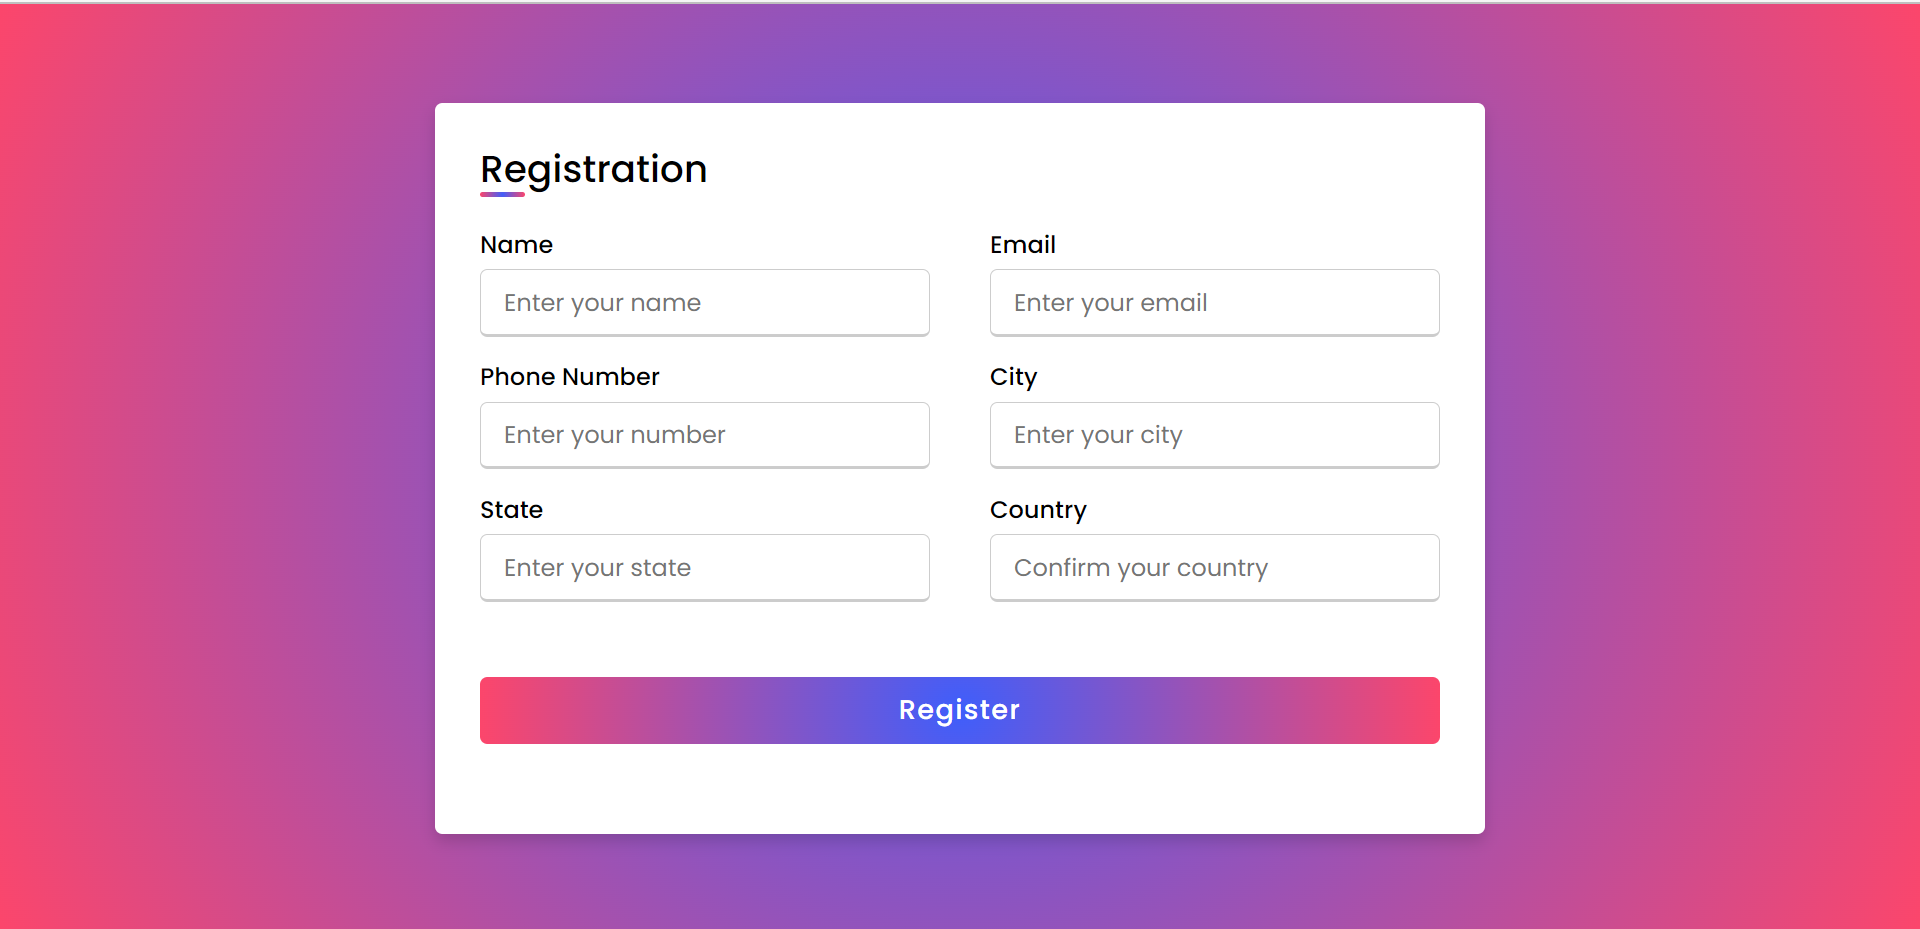 Registration
Name
Email
Enter your name
Enter your email
Phone Number
City
Enter your number
Enter your city
State
Country
Enter your state
Confirm your country
Register